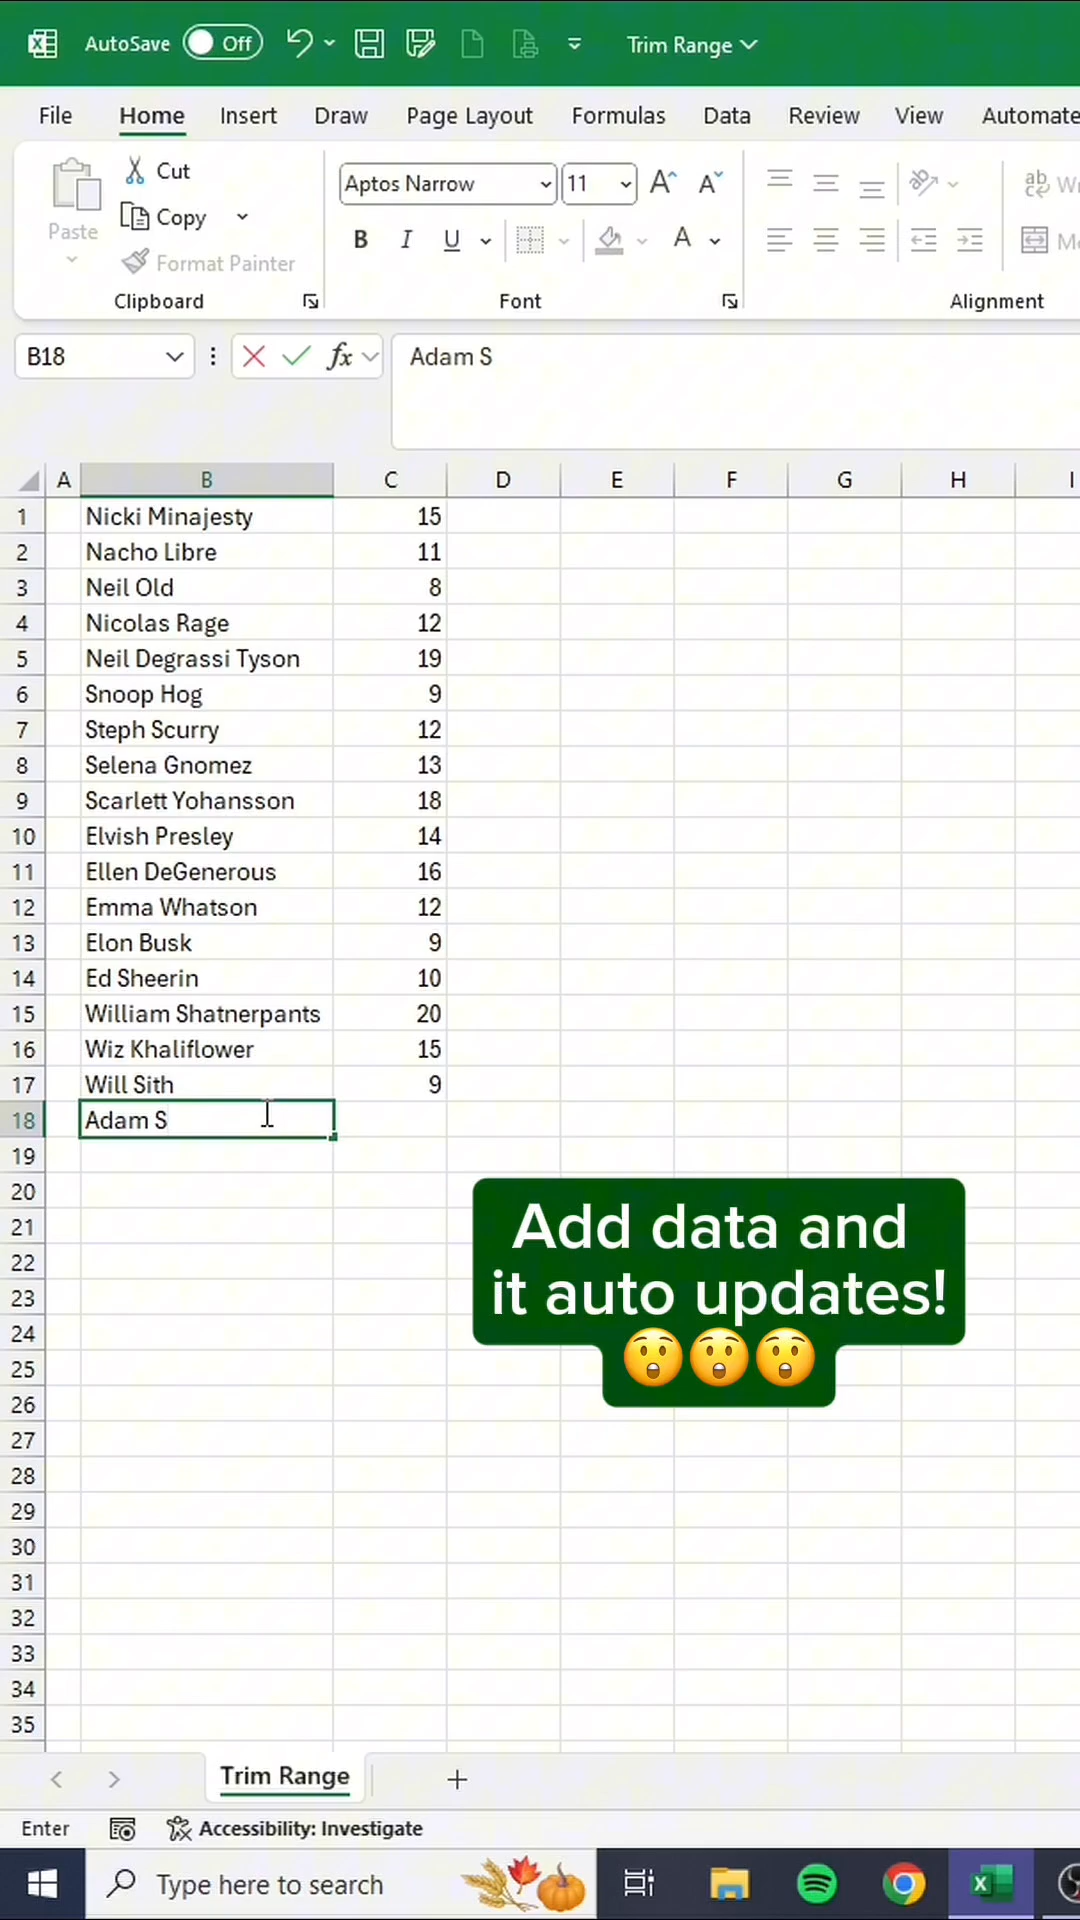 AutoSave Off Trim Range
File Home Insert Draw Page Layout Formulas Data Review View Automate
Cut
Aptos Narrow 11 A A ab
Paste Copy
B I U A
Format Painter
Clipboard Font Alignment
B18 fx Adam S
A B C D E F G H I
1 Nicki Minajesty 15
2 Nacho Libre 11
3 Neil Old 8
4 Nicolas Rage 12
5 Neil Degrassi Tyson 19
6 Snoop Hog 9
7 Steph Scurry 12
8 Selena Gnomez 13
9 Scarlett Yohansson 18
10 Elvish Presley 14
11 Ellen DeGenerous 16
12 Emma Whatson 12
13 Elon Busk 9
14 Ed Sheerin 10
15 William Shatnerpants 20
16 Wiz Khaliflower 15
17 Will Sith 9
18 Adam S
19
20
21
22
23
24
25
26
27
28
29
30
31
32
33
34
35
Add data and
it auto updates!
Trim Range
Enter Accessibility: Investigate
Type here to search